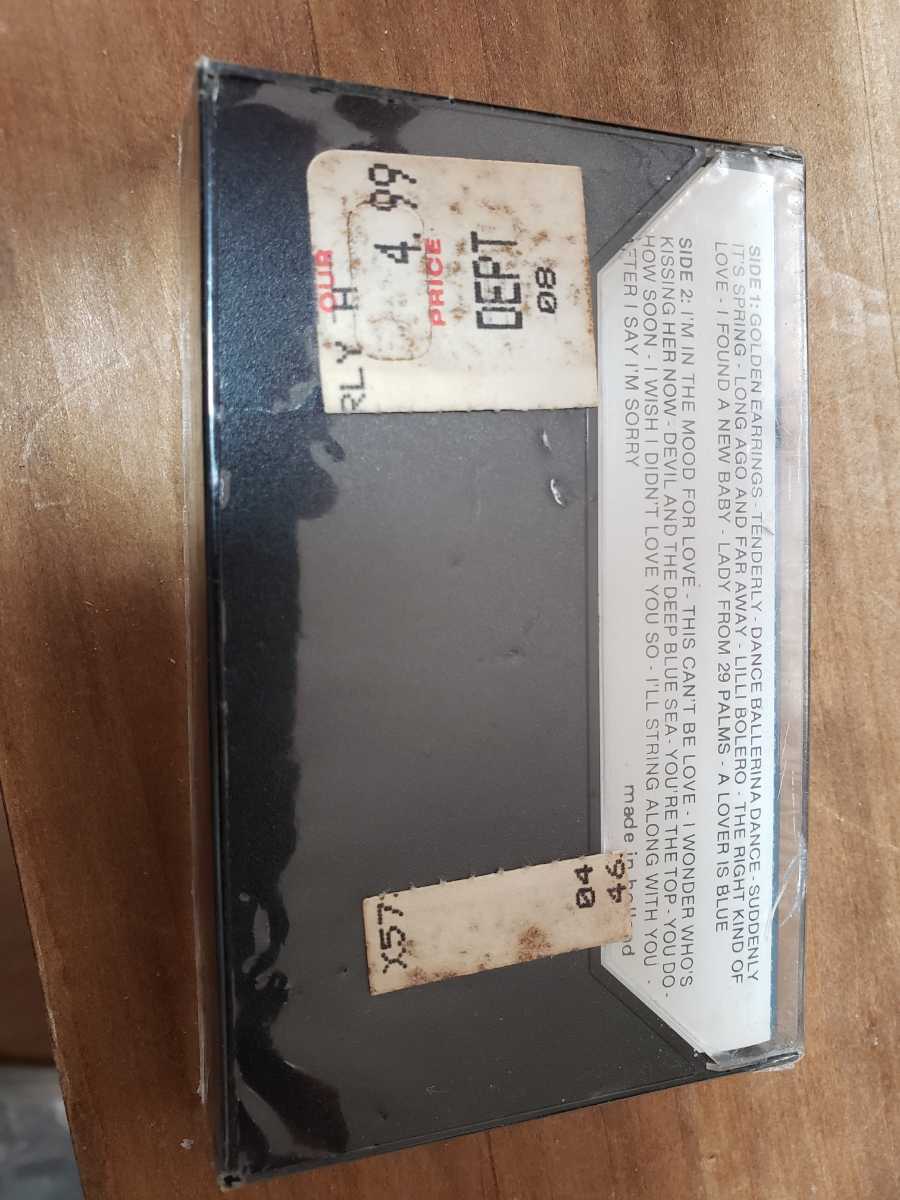 SIDE 1: GOLDEN EARRINGS - TENDERLY - DANCE BALLERINA DANCE - SUDDENLY
IT'S SPRING - LONG AGO AND FAR AWAY - LILLI BOLERO - THE RIGHT KIND OF
LOVE - I FOUND A NEW BABY - LADY FROM 29 PALMS - A LOVER IS BLUE
SIDE 2: I'M IN THE MOOD FOR LOVE - THIS CAN'T BE LOVE - I WONDER WHO'S
KISSING HER NOW - DEVIL AND THE DEEP BLUE SEA - YOU'RE THE TOP - YOU DO -
HOW SOON - I WISH I DIDN'T LOVE YOU SO - I'LL STRING ALONG WITH YOU -
I SAY I'M SORRY
made in
08
DEPT
OUR PRICE
4.99
RLY H
46
04
X57